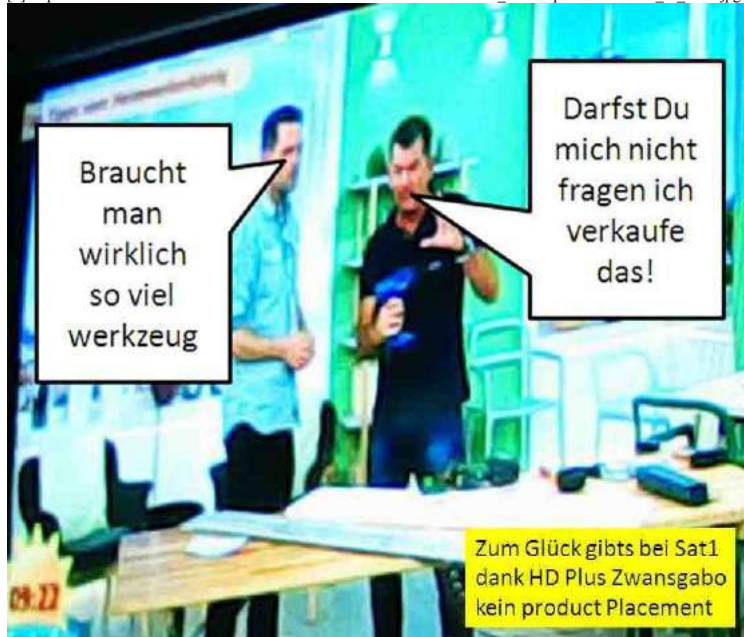 Braucht
man
wirklich
so viel
werkzeug
Darfst Du
mich nicht
fragen ich
verkaufe
das!
Zum Glück gibts bei Sat1
dank HD Plus Zwansgabo
kein product Placement
09:22